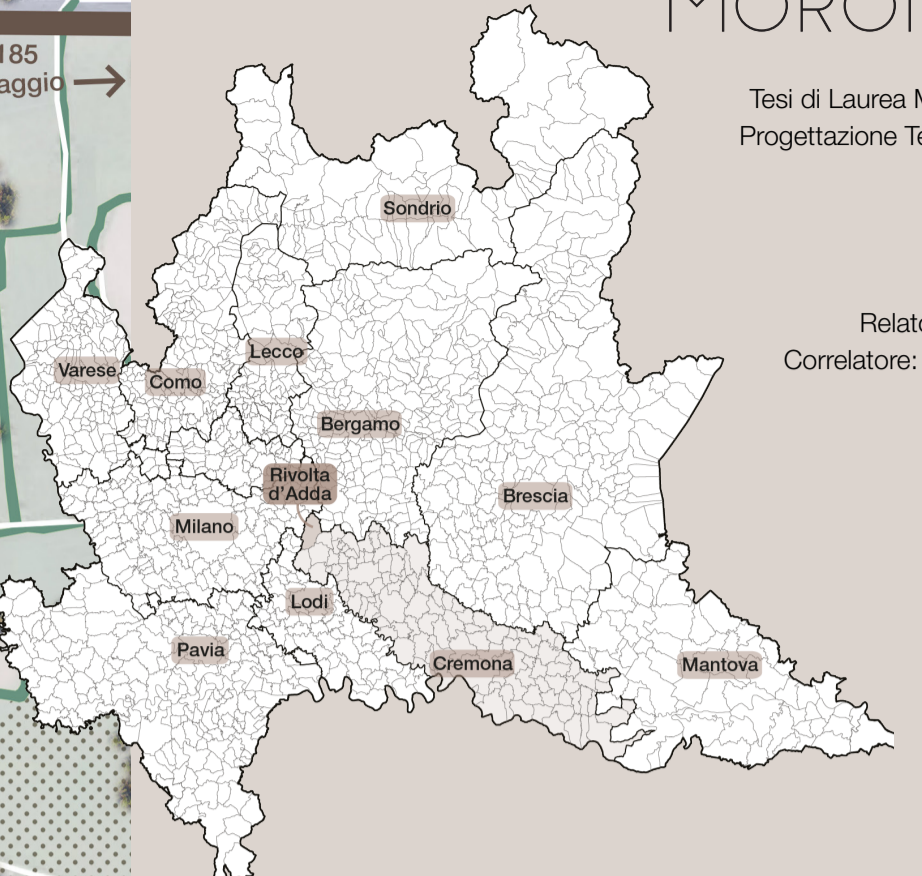 185
aggio
Tesi di Laurea
Progettazione
Relato
Correlatore:
Sondrio
Varese
Como
Lecco
Bergamo
Rivolta
d'Adda
Brescia
Milano
Lodi
Pavia
Cremona
Mantova